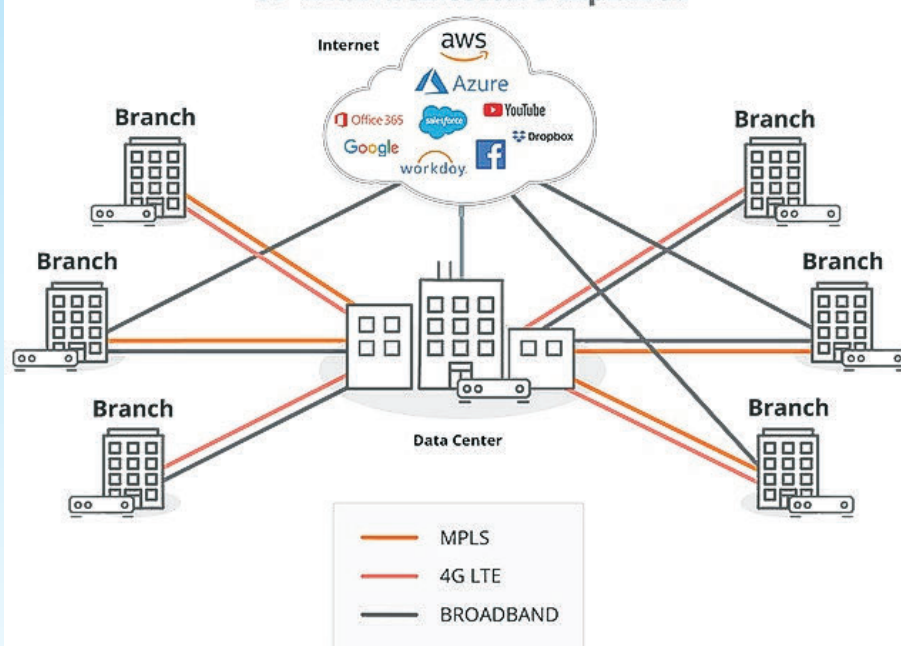 Internet
aws
Azure
Office 365
salesforce
YouTube
Google
Dropbox
workday.
f
Branch
Branch
Branch
Branch
Branch
Branch
Data Center
MPLS
4G LTE
BROADBAND